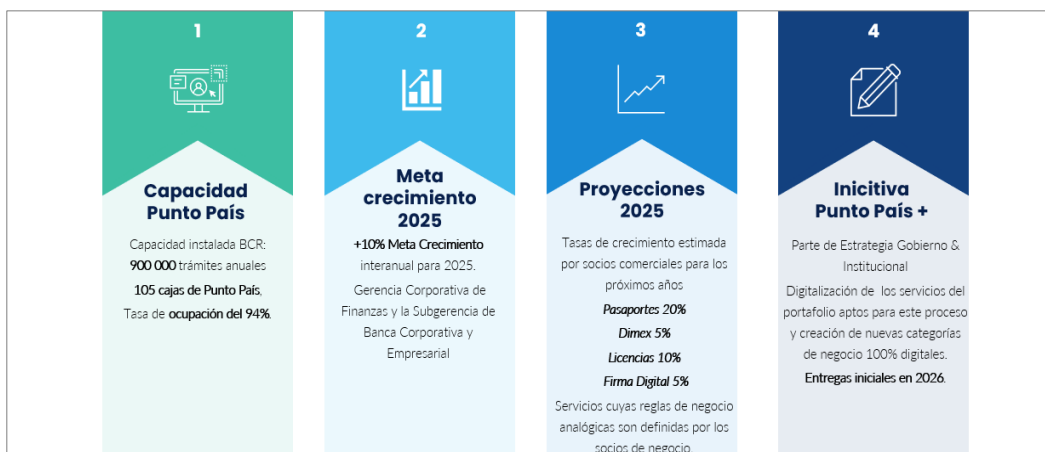 1
Capacidad
Punto País
Capacidad instalada BCR:
900 000 trámites anuales
105 cajas de Punto País,
Tasa de ocupación del 94%.
2
Meta
crecimiento
2025
+10% Meta Crecimiento
interanual para 2025.
Gerencia Corporativa de
Finanzas y la Subgerencia de
Banca Corporativa y
Empresarial
3
Proyecciones
2025
Tasas de crecimiento estimada
por socios comerciales para los
próximos años
Pasaportes 20%
Dimex 5%
Licencias 10%
Firma Digital 5%
Servicios cuyas reglas de negocio
analógicas son definidas por los
socios de negocio.
4
Inicitiva
Punto País +
Parte de Estrategia Gobierno &
Institucional
Digitalización de los servicios del
portafolio aptos para este proceso
y creación de nuevas categorías
de negocio 100% digitales.
Entregas iniciales en 2026.